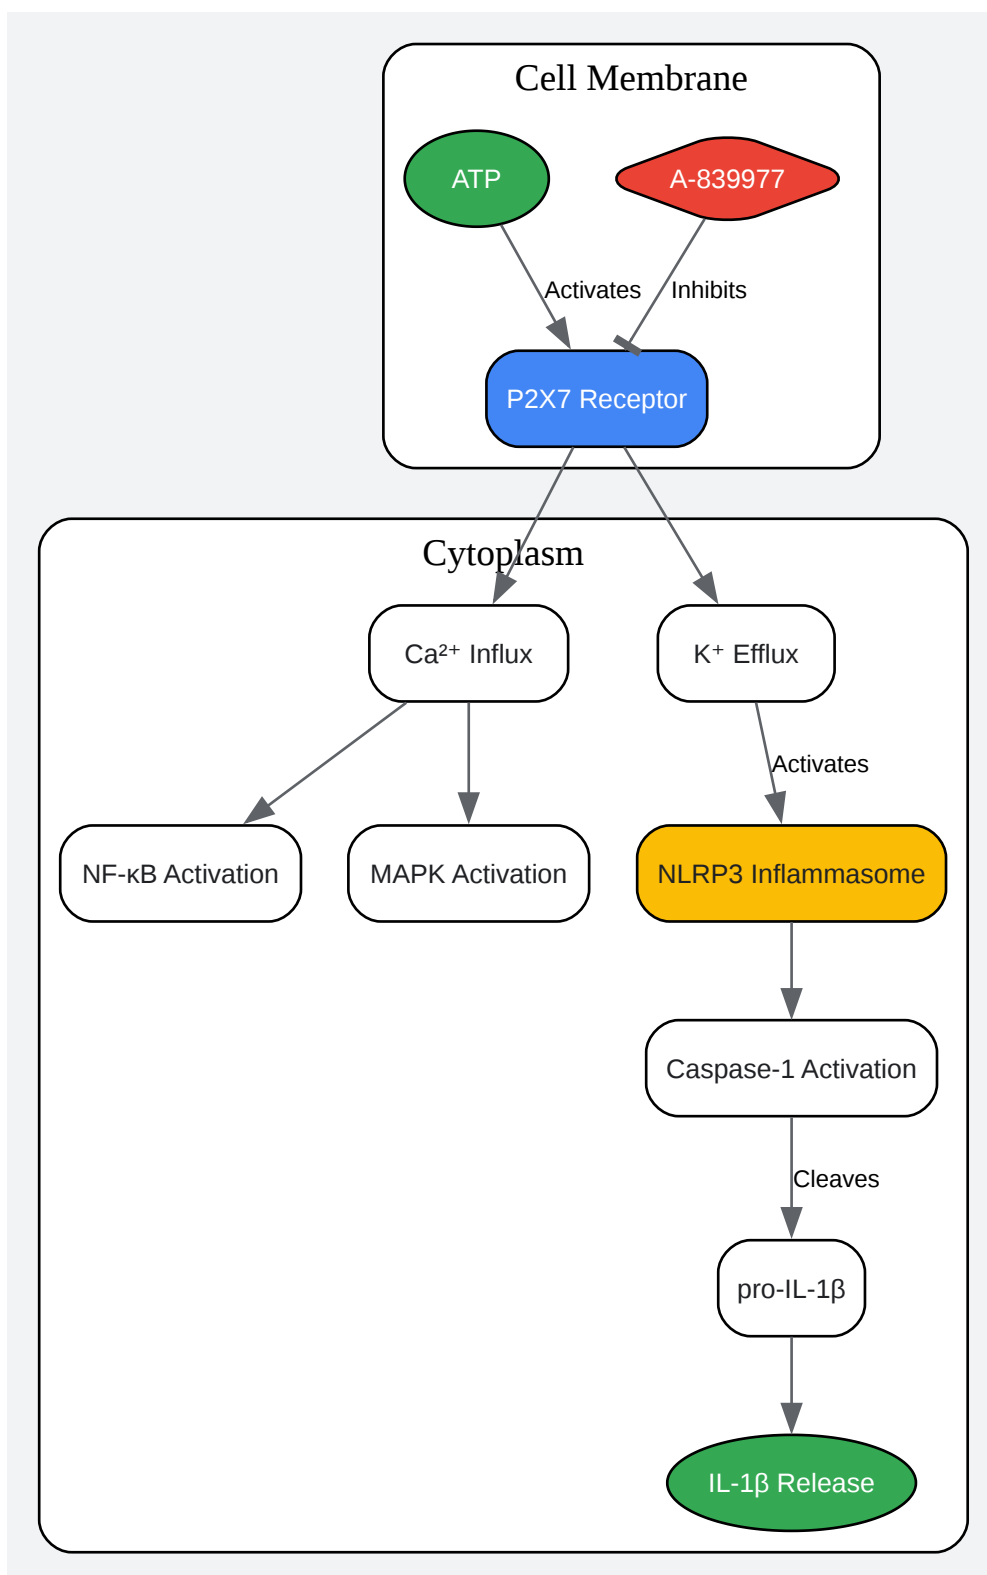 Cell Membrane
ATP
A-839977
Activates
Inhibits
P2X7 Receptor
Cytoplasm
Ca²⁺ Influx
K⁺ Efflux
Activates
NF-κB Activation
MAPK Activation
NLRP3 Inflammasome
Caspase-1 Activation
Cleaves
pro-IL-1β
IL-1β Release